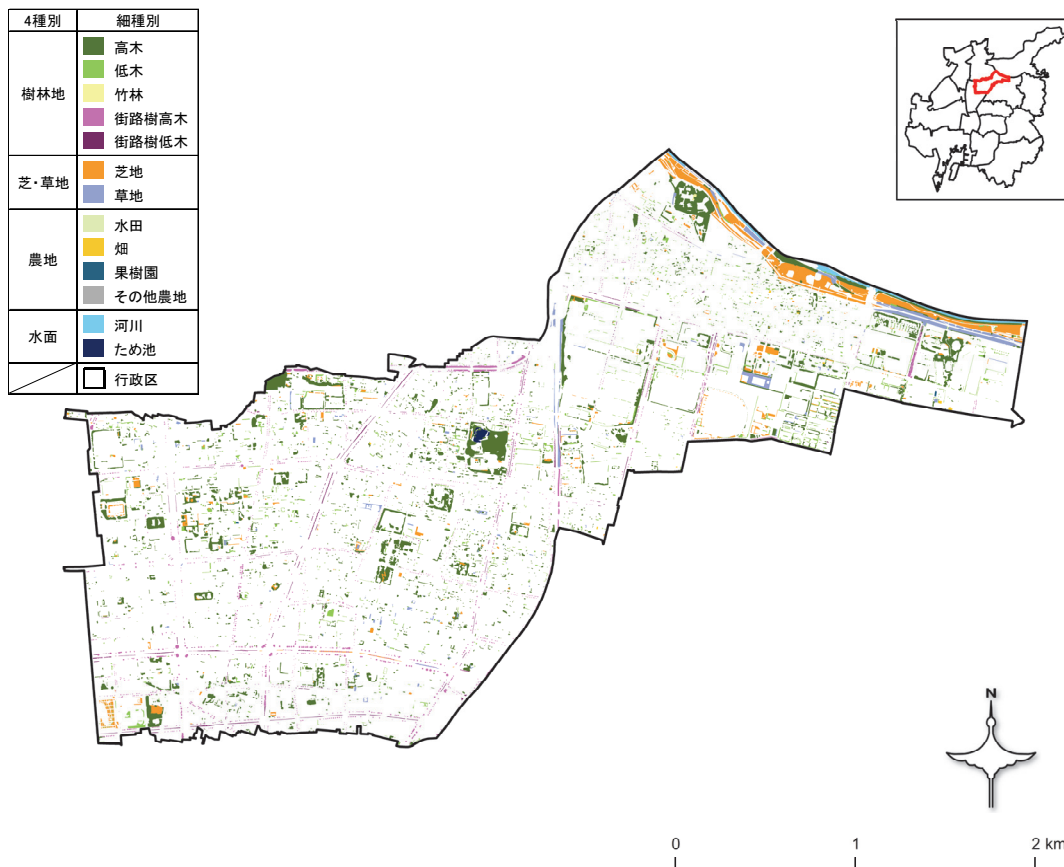 4種別 細種別
樹林地
高木
低木
竹林
街路樹高木
街路樹低木
芝・草地
芝地
草地
農地
水田
畑
果樹園
その他農地
水面
河川
ため池
行政区
N
0 1 2 km